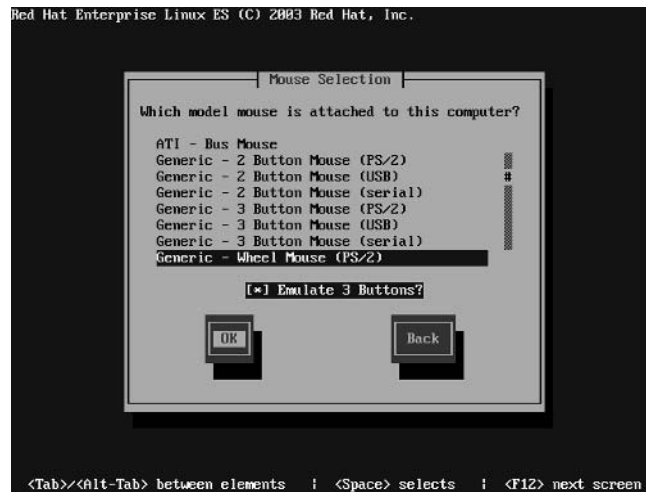 Red Hat Enterprise Linux ES (C) 2003 Red Hat, Inc.
Mouse Selection
Which model mouse is attached to this computer?
ATI - Bus Mouse
Generic - 2 Button Mouse (PS/2)
Generic - 2 Button Mouse (USB)
#
Generic - 2 Button Mouse (serial)
Generic - 3 Button Mouse (PS/2)
Generic - 3 Button Mouse (USB)
Generic - 3 Button Mouse (serial)
Generic - Wheel Mouse (PS/2)
[*] Emulate 3 Buttons?
OK Back
<Tab>/<Alt-Tab> between elements | <Space> selects | <F12> next screen